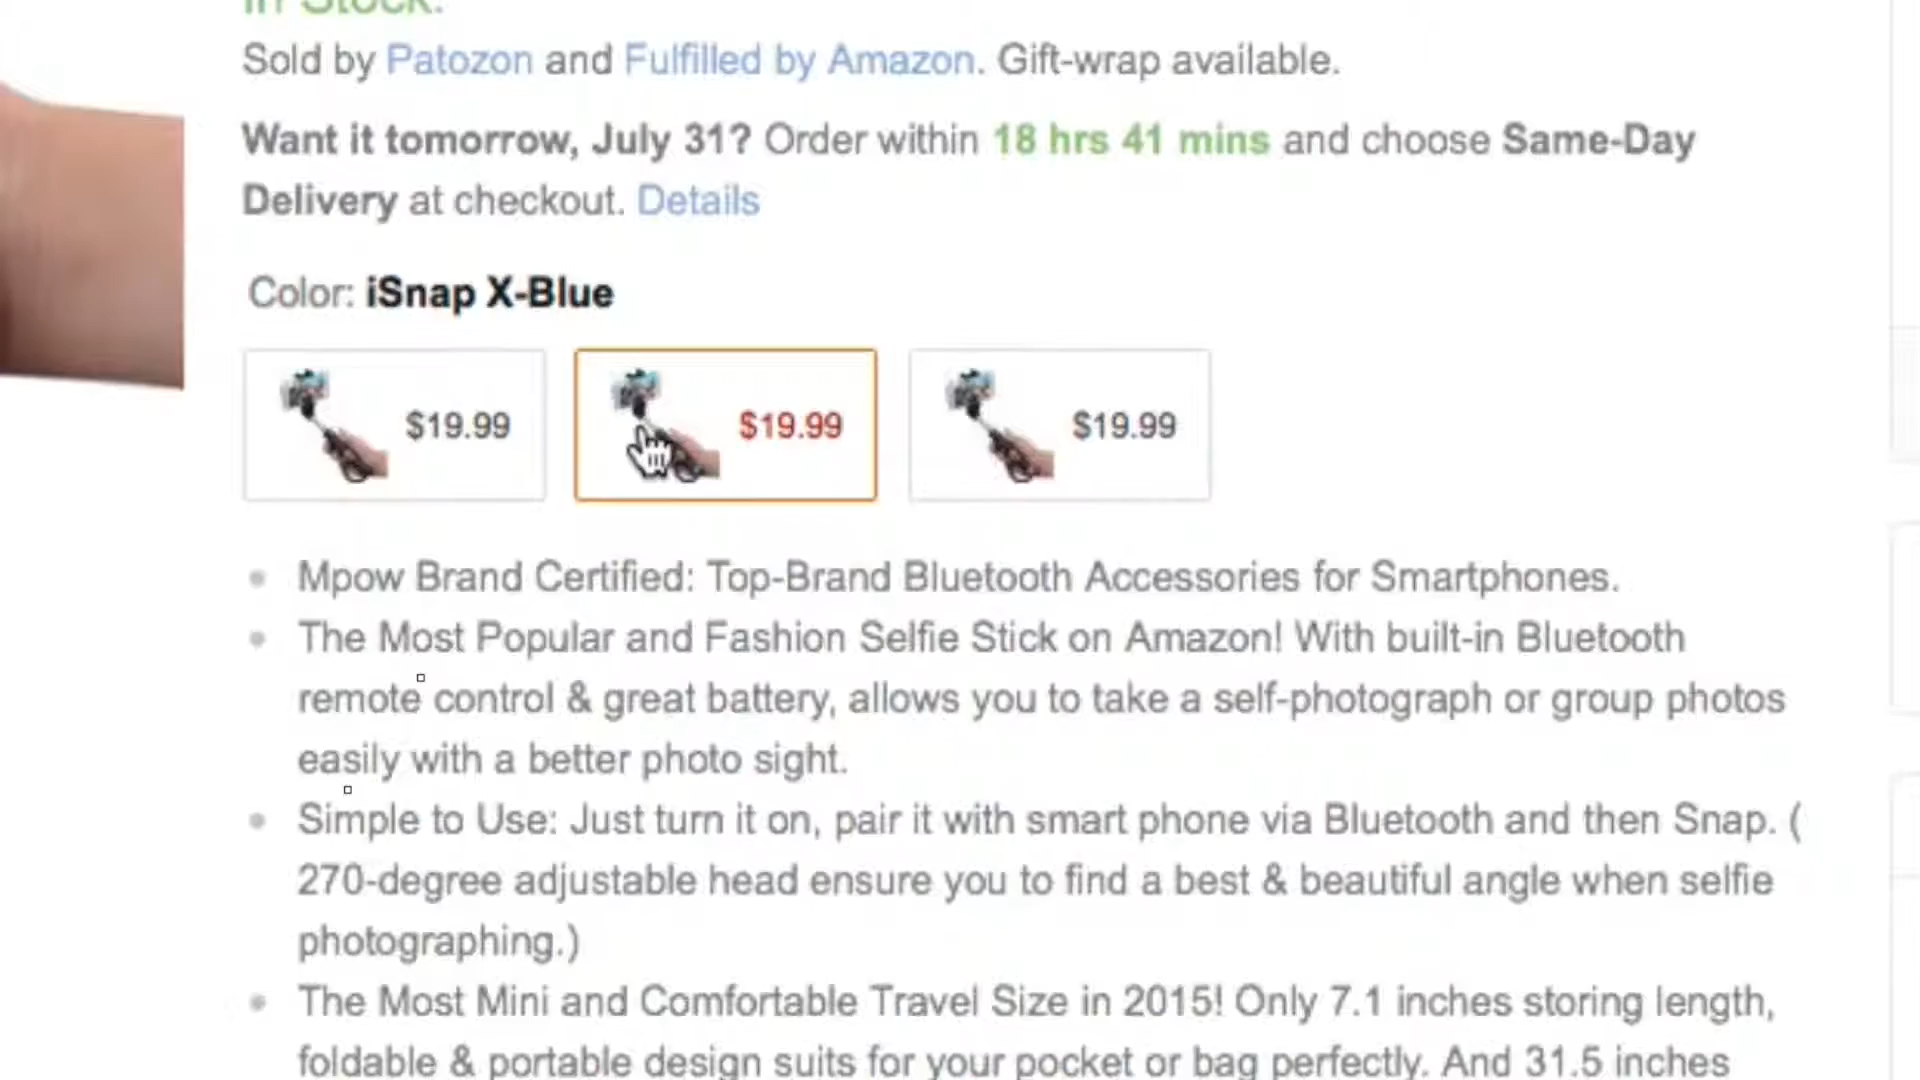 In Stock.
Sold by Patozon and Fulfilled by Amazon. Gift-wrap available.
Want it tomorrow, July 31? Order within 18 hrs 41 mins and choose Same-Day
Delivery at checkout. Details
Color: iSnap X-Blue
$19.99 $19.99 $19.99
Mpow Brand Certified: Top-Brand Bluetooth Accessories for Smartphones.
The Most Popular and Fashion Selfie Stick on Amazon! With built-in Bluetooth
remote control & great battery, allows you to take a self-photograph or group photos
easily with a better photo sight.
Simple to Use: Just turn it on, pair it with smart phone via Bluetooth and then Snap. (
270-degree adjustable head ensure you to find a best & beautiful angle when selfie
photographing.)
The Most Mini and Comfortable Travel Size in 2015! Only 7.1 inches storing length,
foldable & portable design suits for your pocket or bag perfectly. And 31.5 inches